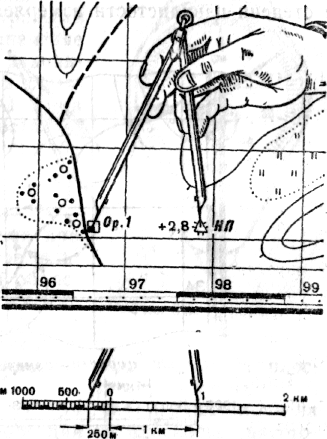 Ор.1 +2,8 НП
96 97 98 99
м 1000 500 0 1 2 км
250 м 1 км